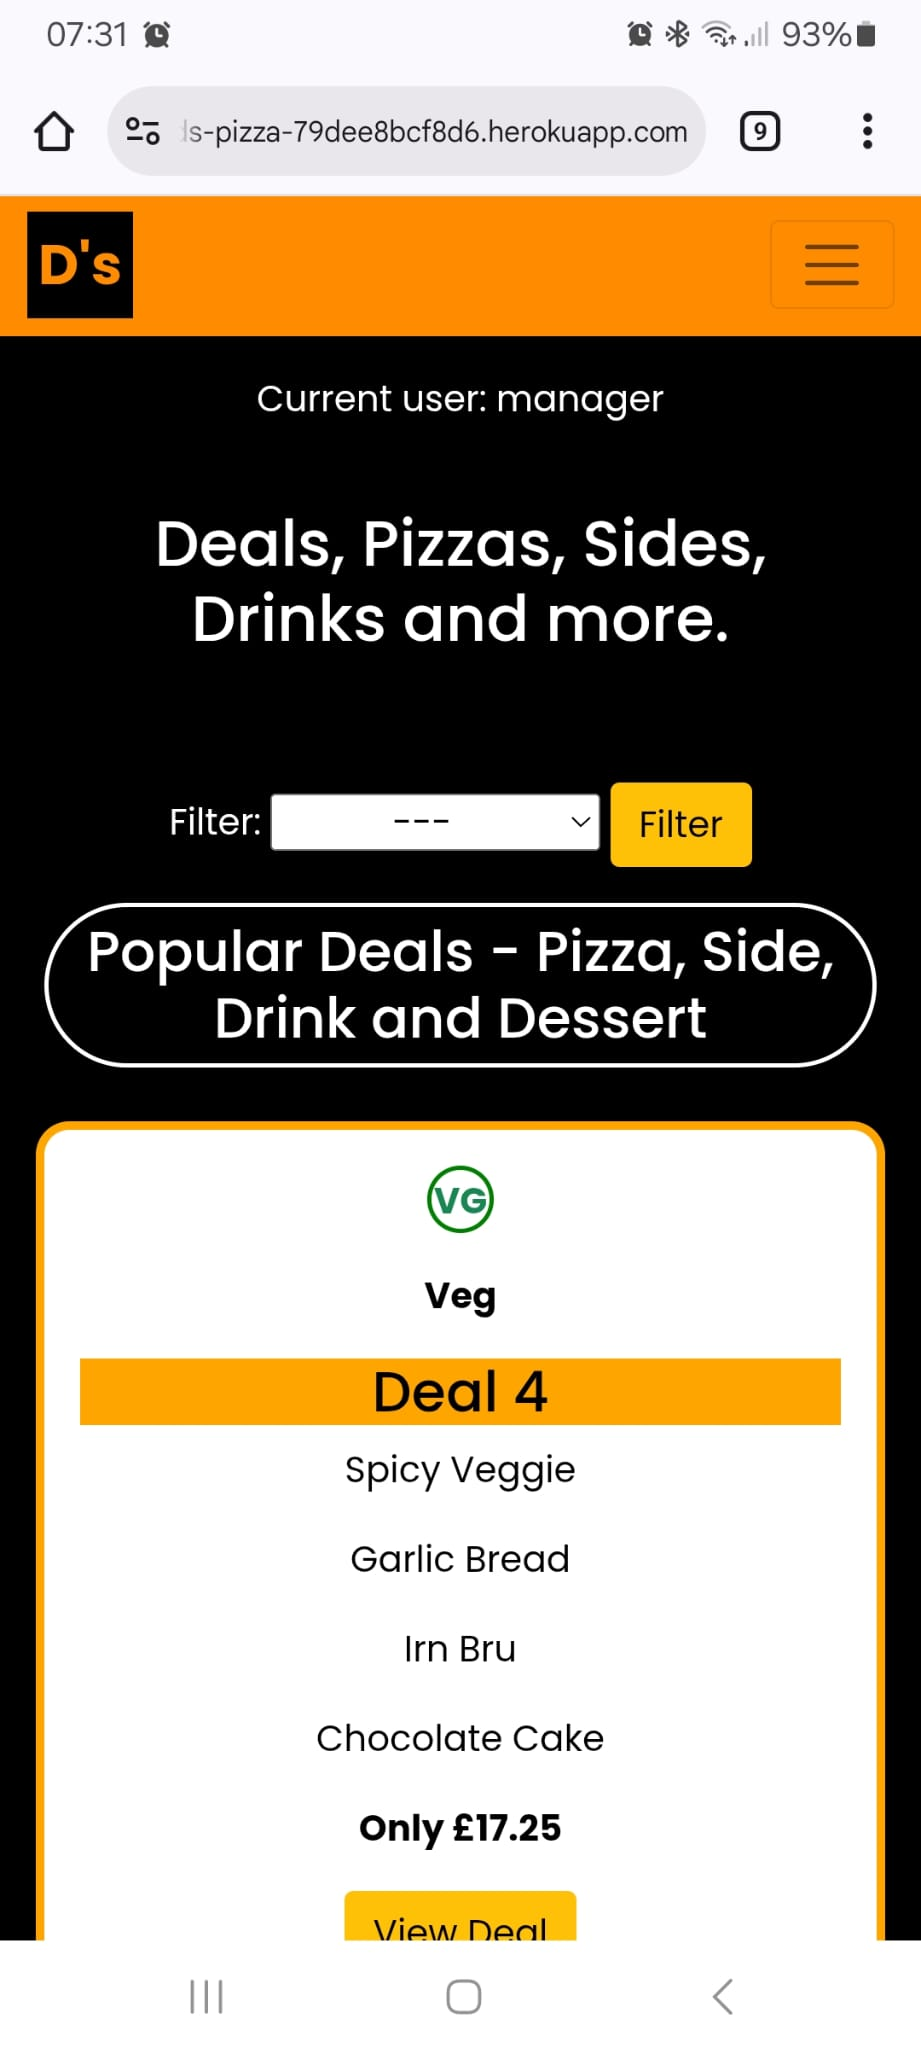 07:31
93%
ds-pizza-79dee8bcf8d6.herokuapp.com
9
D's
Current user: manager
Deals, Pizzas, Sides,
Drinks and more.
Filter:
---
Filter
Popular Deals - Pizza, Side,
Drink and Dessert
VG
Veg
Deal 4
Spicy Veggie
Garlic Bread
Irn Bru
Chocolate Cake
Only £17.25
View Deal